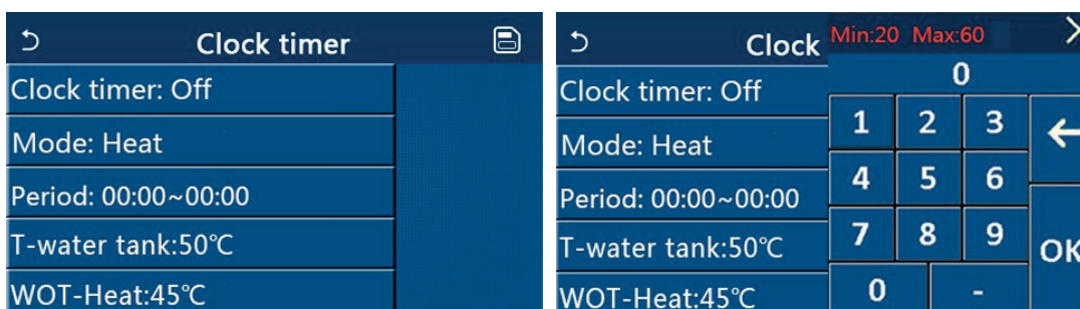 Clock timer
Clock timer: Off
Mode: Heat
Period: 00:00~00:00
T-water tank:50℃
WOT-Heat:45℃
Clock
Min:20 Max:60
Clock timer: Off
Mode: Heat
Period: 00:00~00:00
T-water tank:50℃
WOT-Heat:45℃
0
1 2 3
4 5 6
7 8 9
OK
0 -